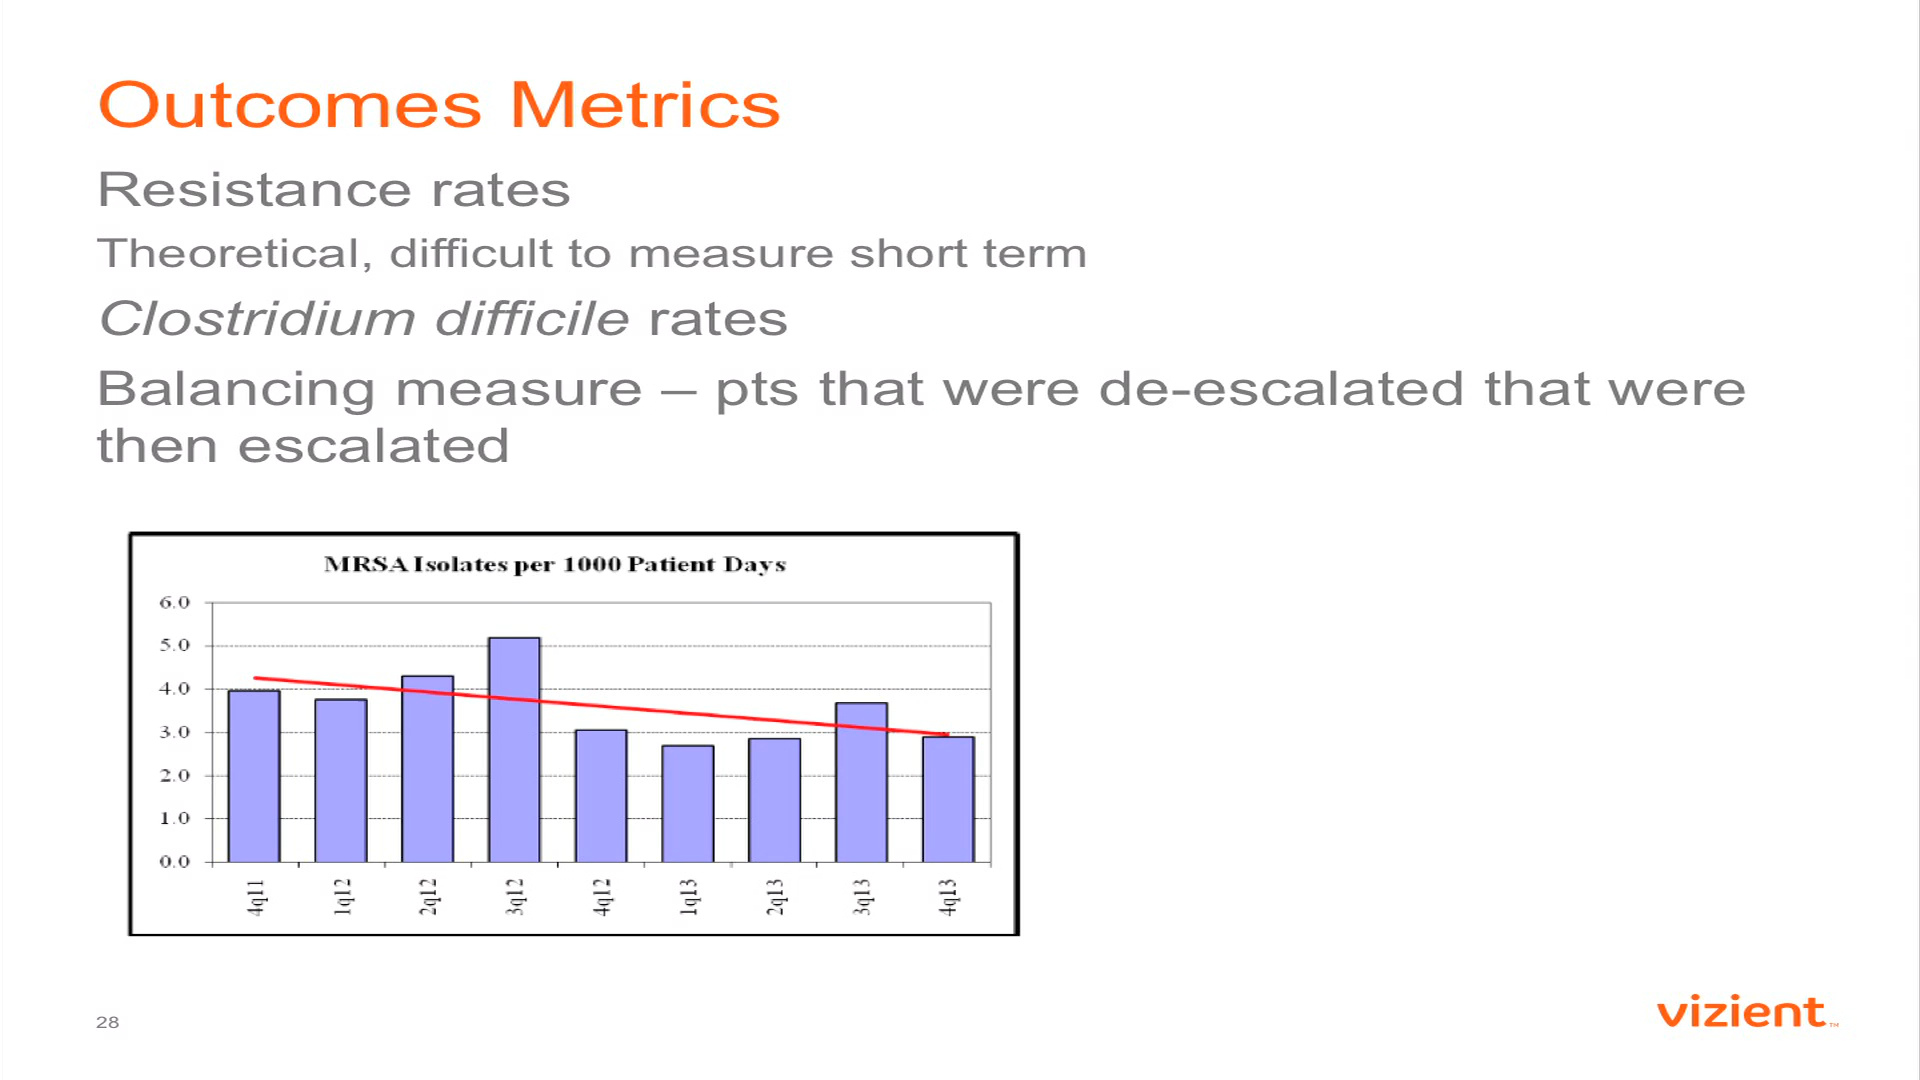 Outcomes Metrics
Resistance rates
Theoretical, difficult to measure short term
Clostridium difficile rates
Balancing measure – pts that were de-escalated that were
then escalated
MRSA Isolates per 1000 Patient Days
6.0
5.0
4.0
3.0
2.0
1.0
0.0
4q11
1q12
2q12
3q12
4q12
1q13
2q13
3q13
4q13
28
vizient™